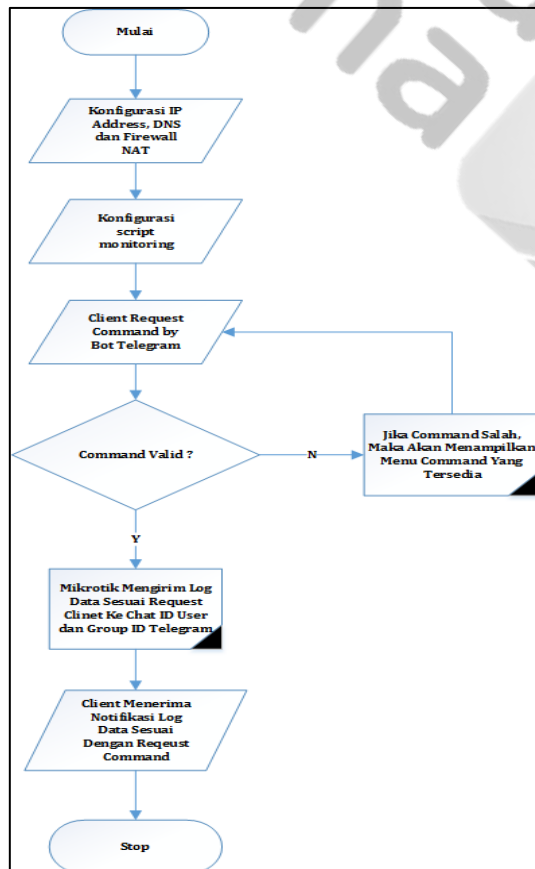 Mulai
Konfigurasi IP
Address, DNS
dan Firewall
NAT
Konfigurasi
script
monitoring
Client Request
Command by
Bot Telegram
Command Valid ?
N
Jika Command Salah,
Maka Akan Menampilkan
Menu Command Yang
Tersedia
Y
Mikrotik Mengirim Log
Data Sesuai Request
Clinet Ke Chat ID User
dan Group ID Telegram
Client Menerima
Notifikasi Log
Data Sesuai
Dengan Reqeust
Command
Stop